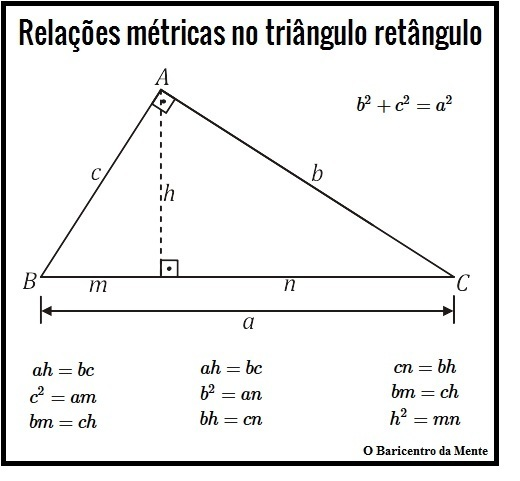 Relações métricas no triângulo retângulo
A
b² + c² = a²
c
b
h
B
m
n
C
a
ah = bc
ah = bc
cn = bh
c² = am
b² = an
bm = ch
bm = ch
bh = cn
h² = mn
O Baricentro da Mente